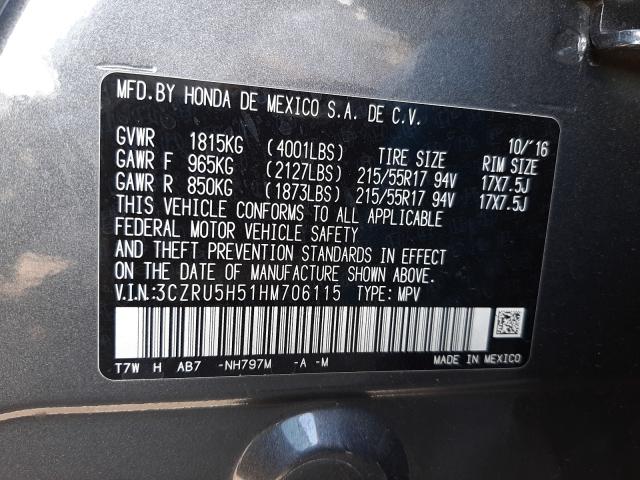 MFD.BY HONDA DE MEXICO S.A. DE C.V.
10/'16
GVWR 1815KG (4001LBS) TIRE SIZE RIM SIZE
GAWR F 965KG (2127LBS) 215/55R17 94V 17X7.5J
GAWR R 850KG (1873LBS) 215/55R17 94V 17X7.5J
THIS VEHICLE CONFORMS TO ALL APPLICABLE
FEDERAL MOTOR VEHICLE SAFETY
AND THEFT PREVENTION STANDARDS IN EFFECT
ON THE DATE OF MANUFACTURE SHOWN ABOVE.
V.I.N:3CZRU5H51HM706115 TYPE: MPV
T7W H AB7 -NH797M -A -M
MADE IN MEXICO